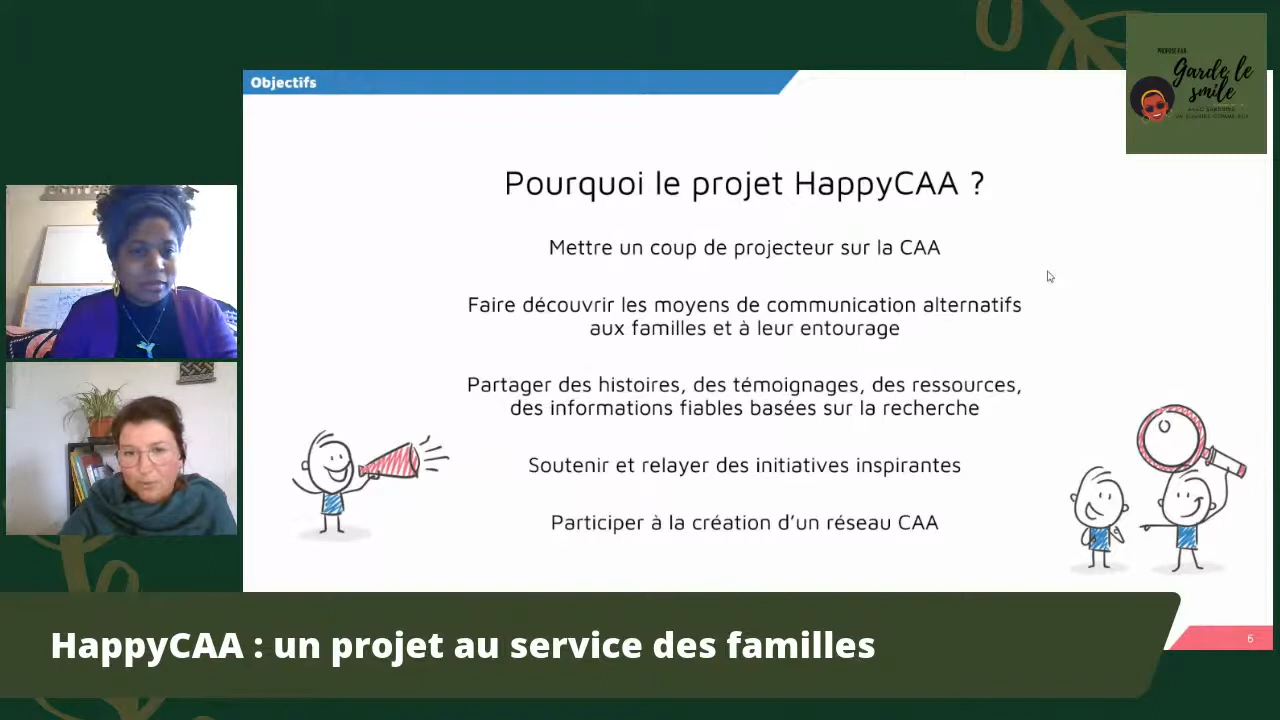 Objectifs
PROPOSÉ PAR
Garde le
smile
Pourquoi le projet HappyCAA ?
Mettre un coup de projecteur sur la CAA
Faire découvrir les moyens de communication alternatifs
aux familles et à leur entourage
Partager des histoires, des témoignages, des ressources,
des informations fiables basées sur la recherche
Soutenir et relayer des initiatives inspirantes
Participer à la création d’un réseau CAA
5
HappyCAA : un projet au service des familles